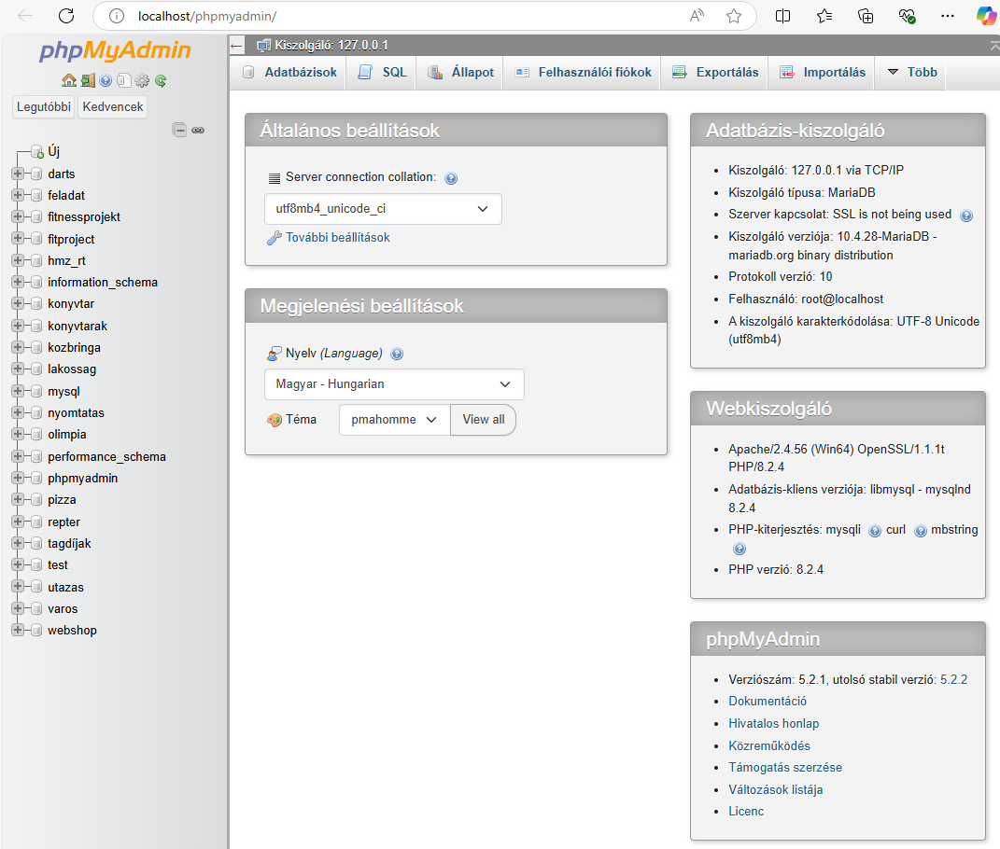 localhost/phpmyadmin/
phpMyAdmin
Legutóbbi Kedvencek
Új
darts
feladat
fitnessprojekt
fitproject
hmz_rt
information_schema
konyvtar
konyvtarak
kozbringa
lakossag
mysql
nyomtatas
olimpia
performance_schema
phpmyadmin
pizza
repter
tagdíjak
test
utazas
varos
webshop
Kiszolgáló: 127.0.0.1
Adatbázisok SQL Állapot Felhasználói fiókok Exportálás Importálás Több
Általános beállítások
Server connection collation:
utf8mb4_unicode_ci
További beállítások
Megjelenési beállítások
Nyelv (Language)
Magyar - Hungarian
Téma pmahomme View all
Adatbázis-kiszolgáló
Kiszolgáló: 127.0.0.1 via TCP/IP
Kiszolgáló típusa: MariaDB
Szerver kapcsolat: SSL is not being used
Kiszolgáló verziója: 10.4.28-MariaDB -
mariadb.org binary distribution
Protokoll verzió: 10
Felhasználó: root@localhost
A kiszolgáló karakterkódolása: UTF-8 Unicode
(utf8mb4)
Webkiszolgáló
Apache/2.4.56 (Win64) OpenSSL/1.1.1t
PHP/8.2.4
Adatbázis-kliens verziója: libmysql - mysqlnd
8.2.4
PHP-kiterjesztés: mysqli curl mbstring
PHP verzió: 8.2.4
phpMyAdmin
Verziószám: 5.2.1, utolsó stabil verzió: 5.2.2
Dokumentáció
Hivatalos honlap
Közreműködés
Támogatás szerzése
Változások listája
Licenc